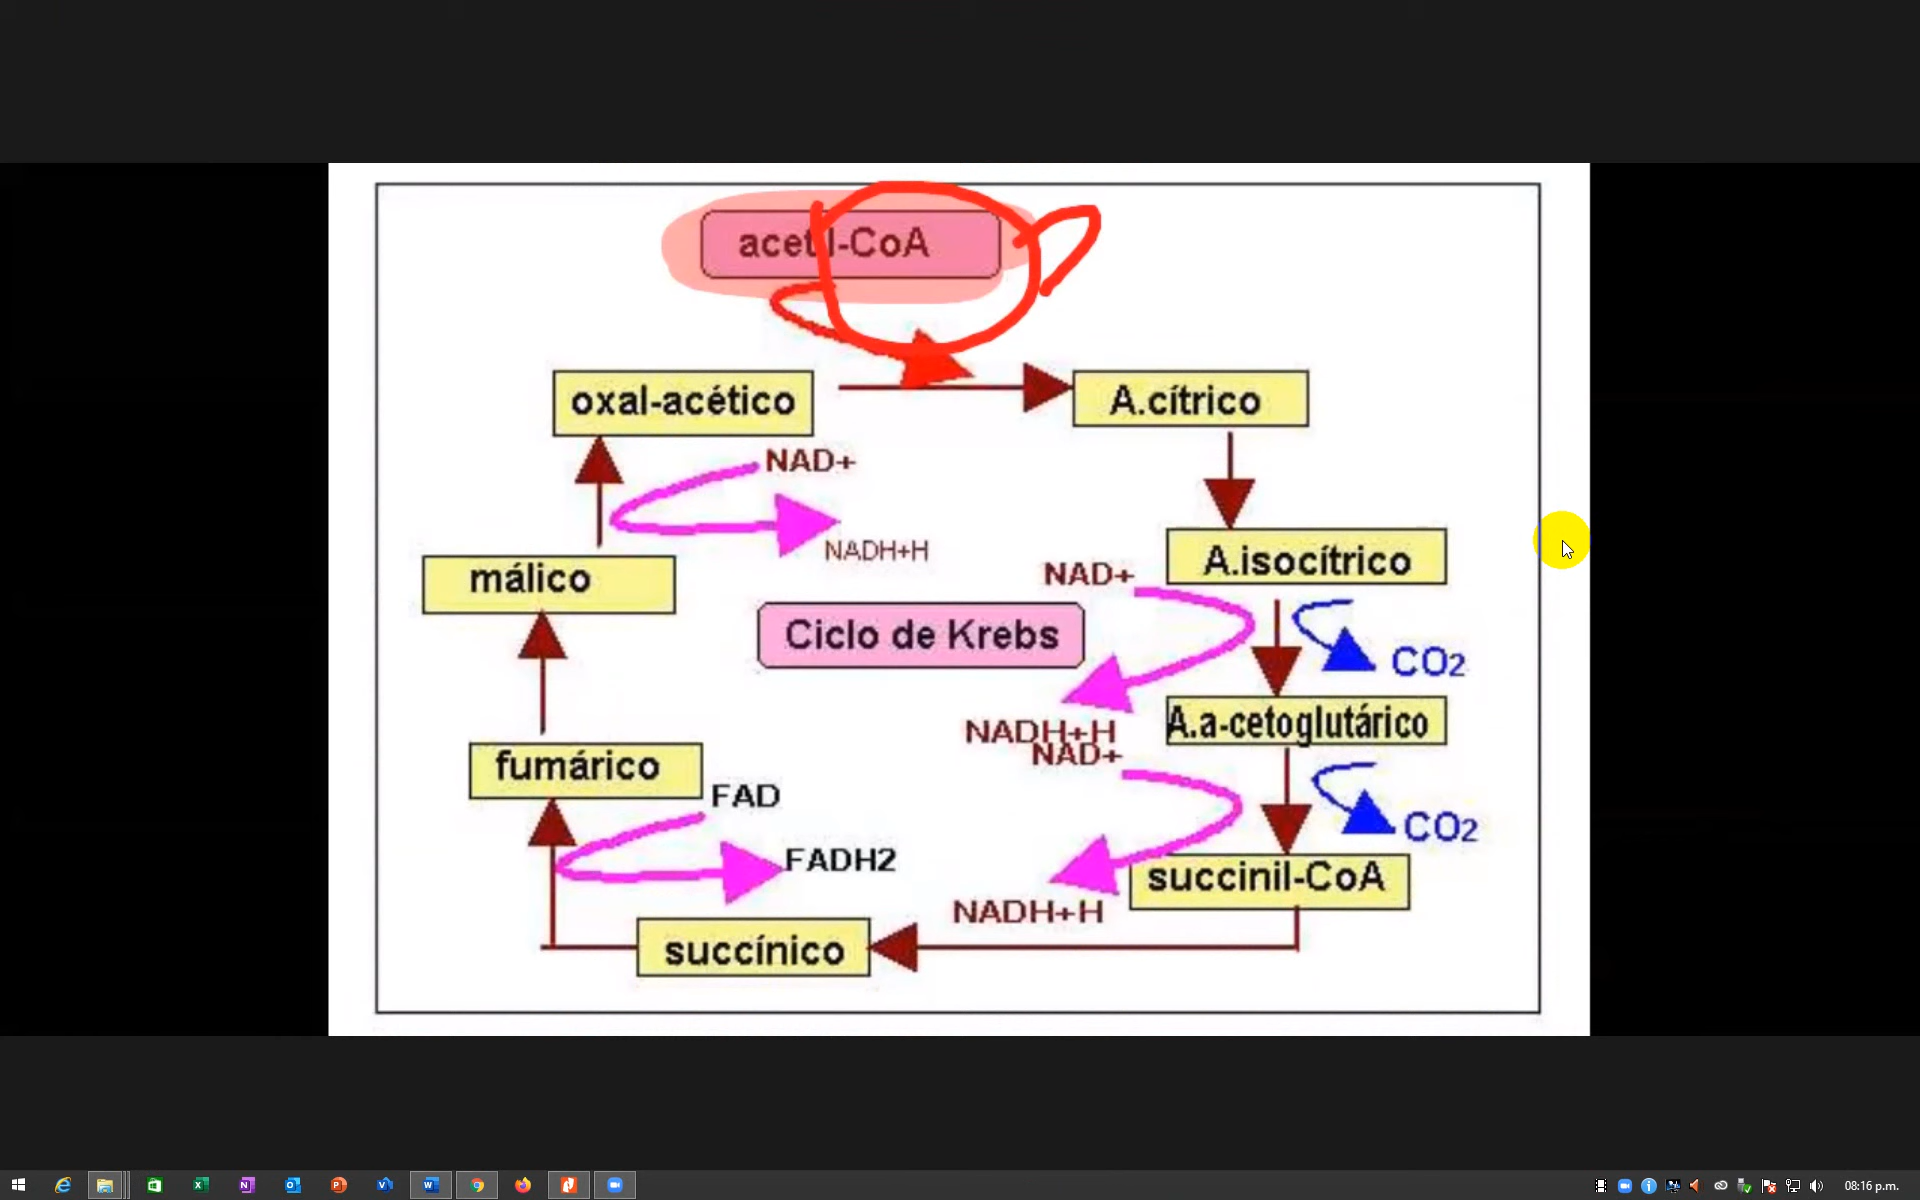 acetil-CoA
oxal-acético
A.cítrico
NAD+
NADH+H
málico
A.isocítrico
NAD+
Ciclo de Krebs
CO2
NADH+H
A.a-cetoglutárico
NAD+
fumárico
FAD
CO2
FADH2
succinil-CoA
NADH+H
succínico
08:16 p.m.